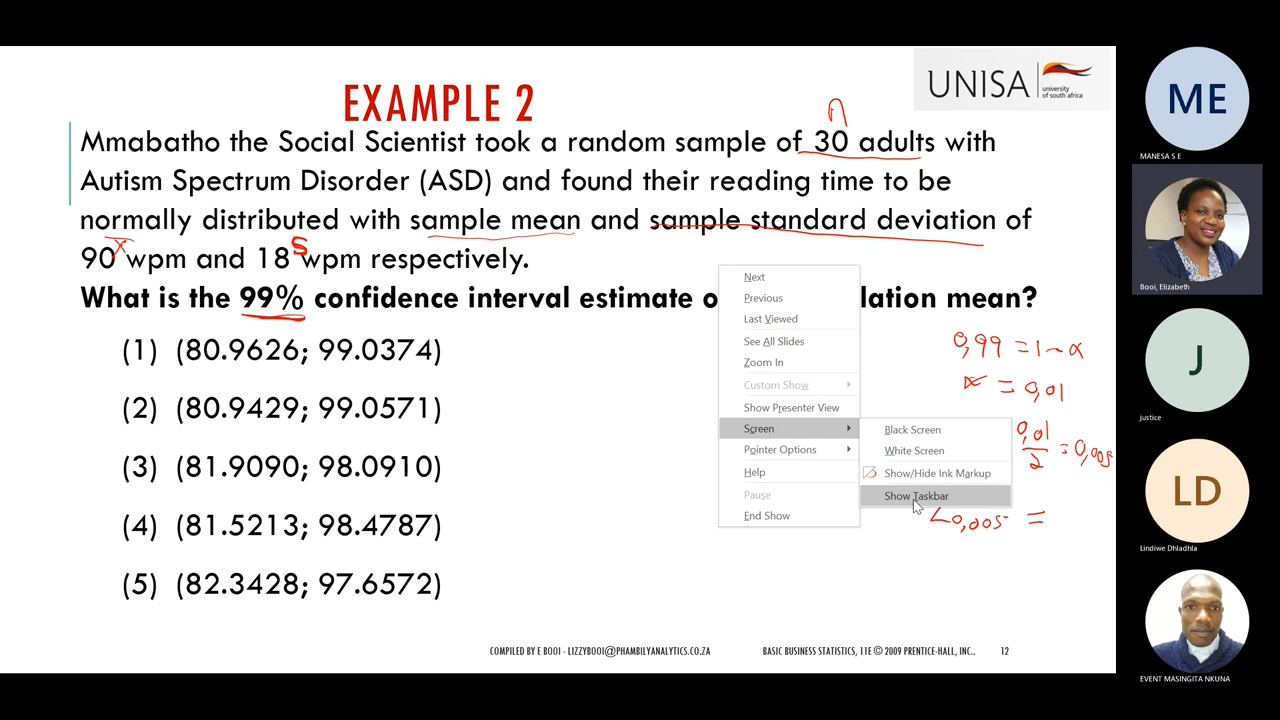 UNISA
university
of south africa
EXAMPLE 2
n
Mmabatho the Social Scientist took a random sample of 30 adults with
Autism Spectrum Disorder (ASD) and found their reading time to be
normally distributed with sample mean and sample standard deviation of
x̄ S
90 wpm and 18 wpm respectively.
What is the 99% confidence interval estimate o lation mean?
(1) (80.9626; 99.0374)
(2) (80.9429; 99.0571)
(3) (81.9090; 98.0910)
(4) (81.5213; 98.4787)
(5) (82.3428; 97.6572)
Next
Previous
Last Viewed
See All Slides
Zoom In
Custom Show
Show Presenter View
Screen
Pointer Options
Help
Pause
End Show
Black Screen
White Screen
Show/Hide Ink Markup
Show Taskbar
0,99 = 1-α
α = 0,01
0,01
2
= 0,005
0,005 =
COMPILED BY E BOOI - LIZZYBOOI@PHAMBILYANALYTICS.CO.ZA
BASIC BUSINESS STATISTICS, 11E © 2009 PRENTICE-HALL, INC..
12
ME
MANESA S E
Booi, Elizabeth
J
justice
LD
Lindiwe Dhladhla
EVENT MASINGITA NKUNA